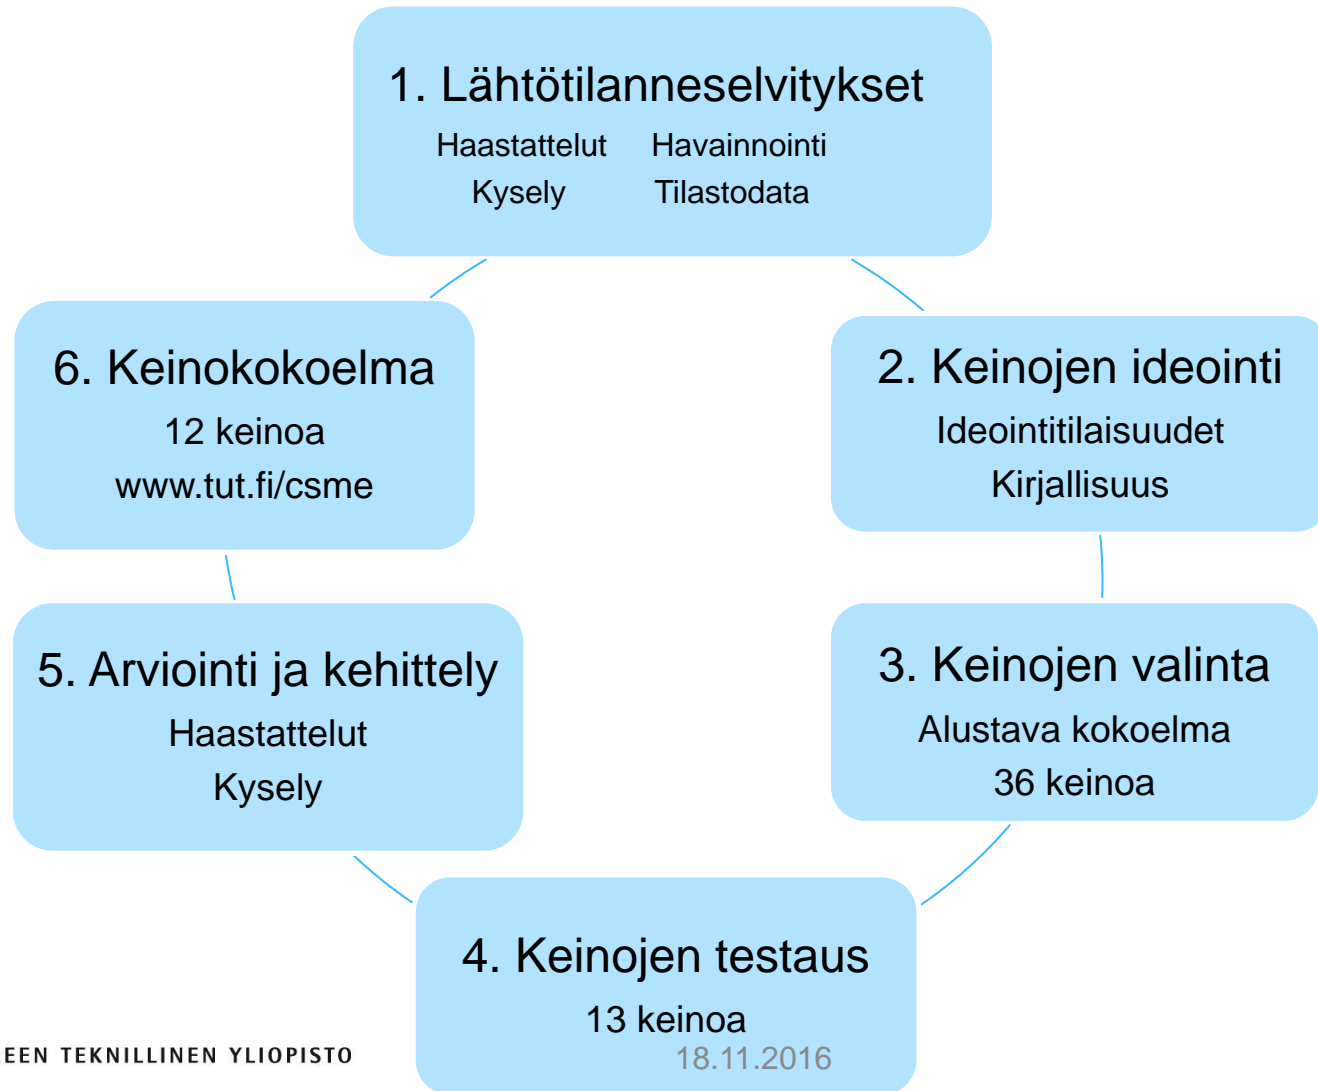 1. Lähtötilanneselvitykset
Haastattelut Havainnointi
Kysely Tilastodata
2. Keinojen ideointi
Ideointitilaisuudet
Kirjallisuus
3. Keinojen valinta
Alustava kokoelma
36 keinoa
4. Keinojen testaus
13 keinoa
5. Arviointi ja kehittely
Haastattelut
Kysely
6. Keinokokoelma
12 keinoa
www.tut.fi/csme
EEN TEKNILLINEN YLIOPISTO
18.11.2016